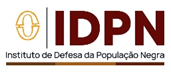 IDPN
Instituto de Defesa da População Negra